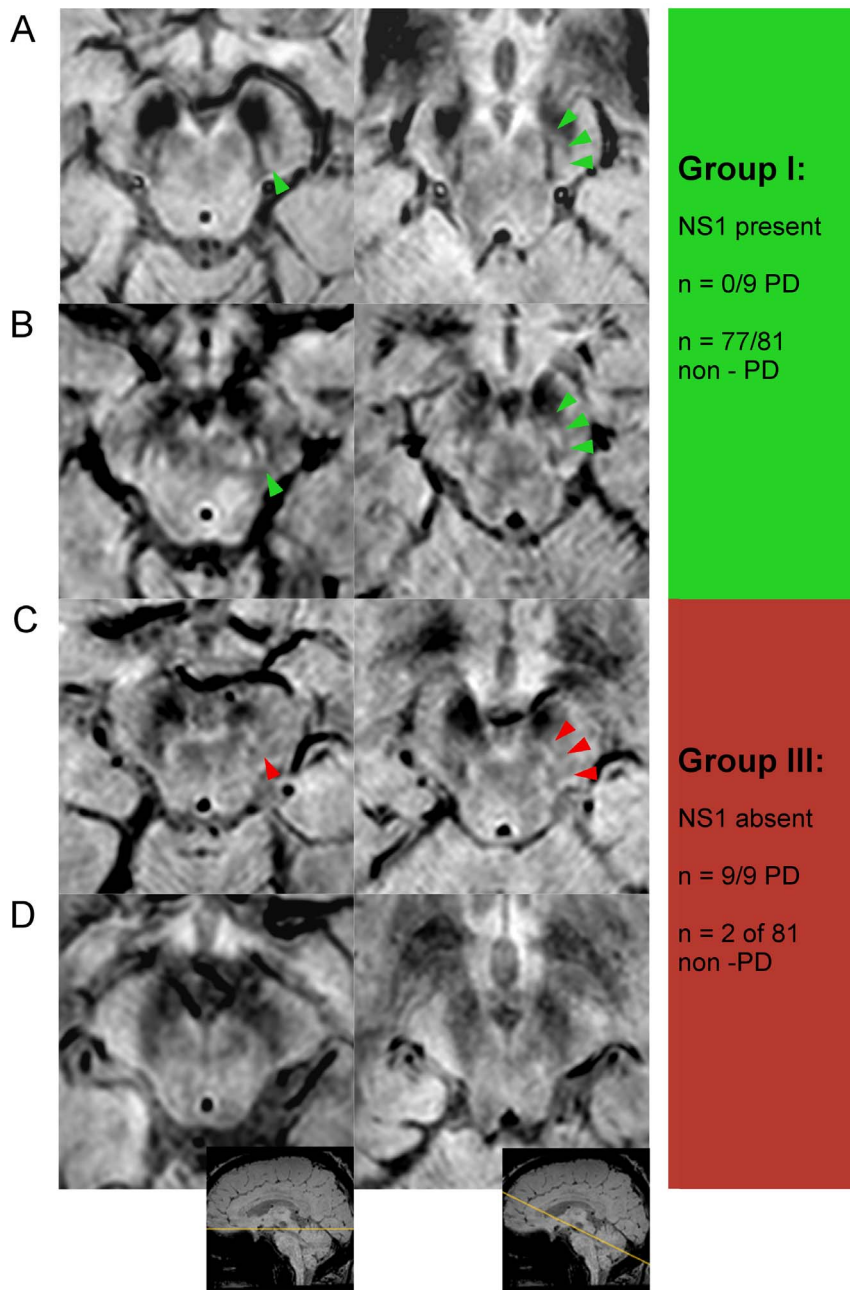 A
B
C
D
Group I:
NS1 present
n = 0/9 PD
n = 77/81
non - PD
Group III:
NS1 absent
n = 9/9 PD
n = 2 of 81
non -PD